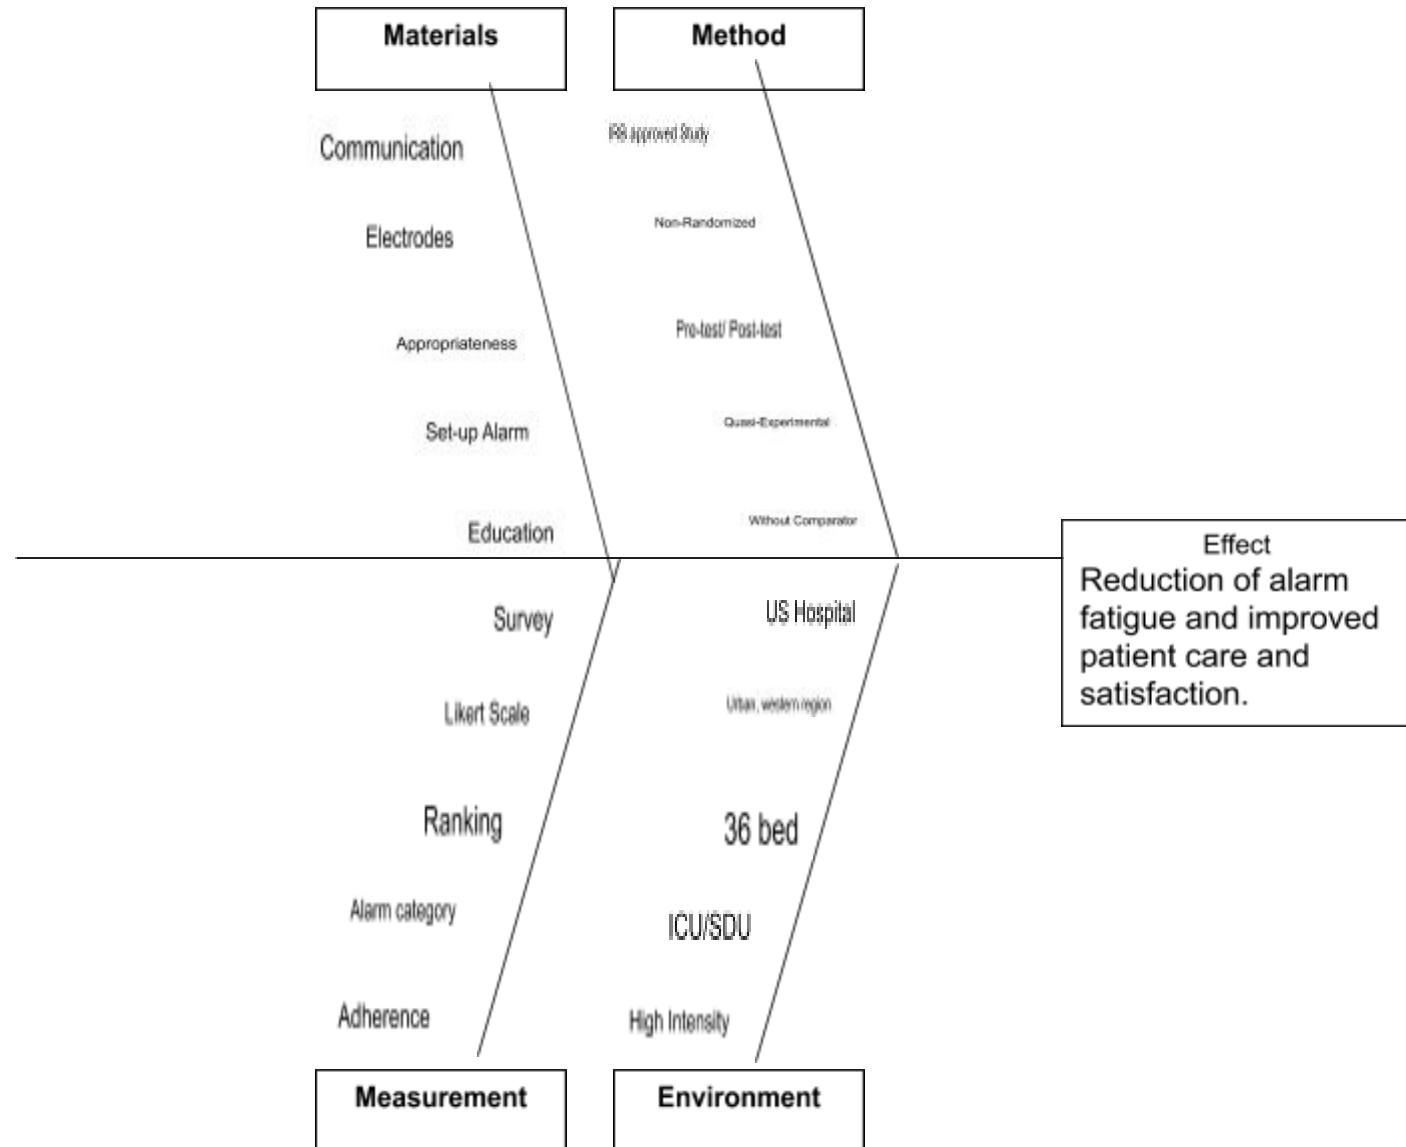 Materials
Method
Communication
IRB approved Study
Electrodes
Non-Randomized
Appropriateness
Pre-test/ Post-test
Set-up Alarm
Quasi-Experimental
Education
Without Comparator
Effect
Reduction of alarm
fatigue and improved
patient care and
satisfaction.
Survey
US Hospital
Likert Scale
Urban, western region
Ranking
36 bed
Alarm category
ICU/SDU
Adherence
High Intensity
Measurement
Environment